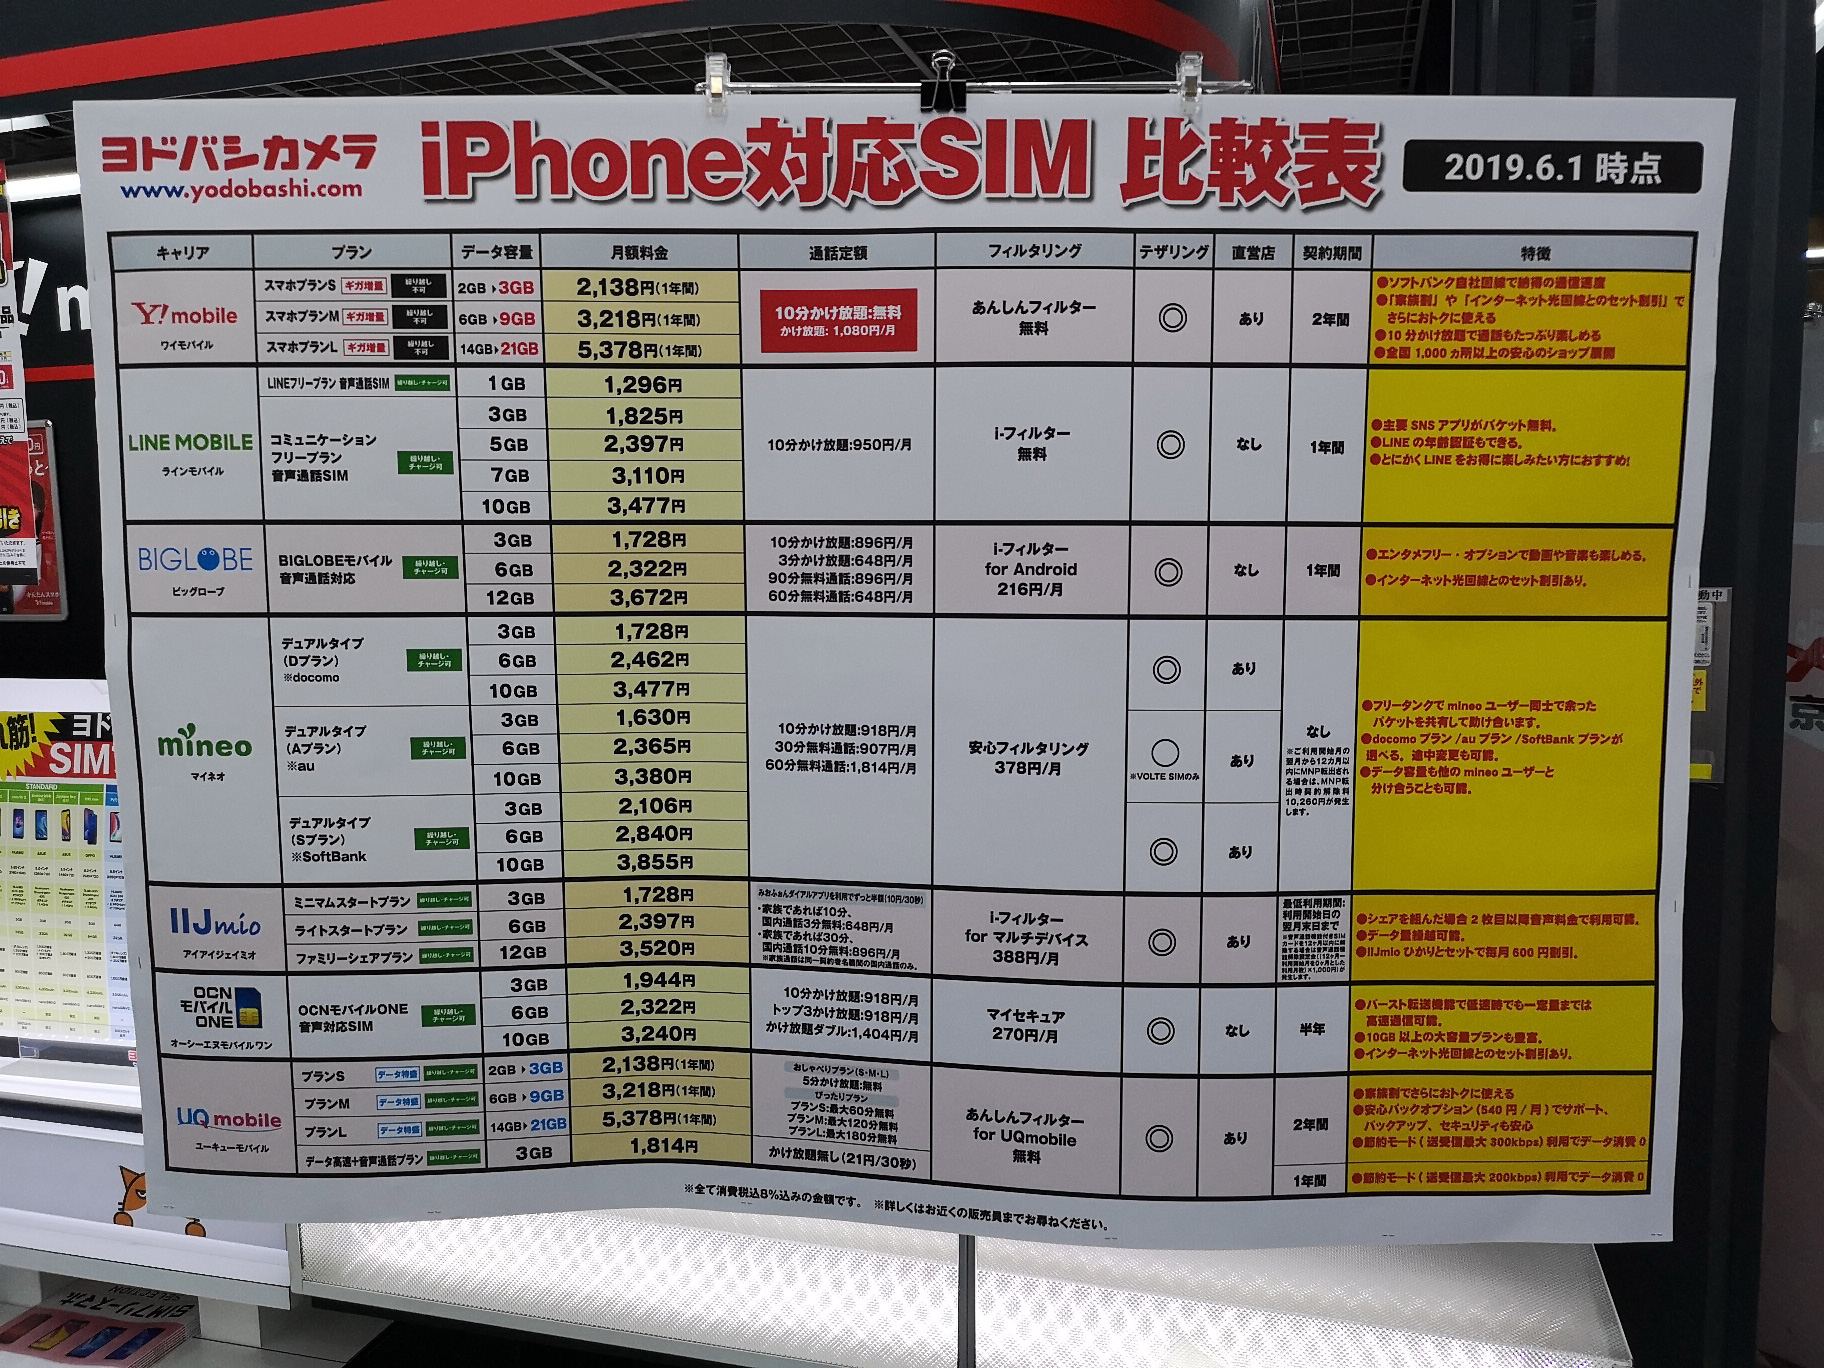 ヨドバシカメラ
www.yodobashi.com
iPhone対応SIM 比較表
2019.6.1 時点
キャリア プラン データ容量 月額料金 通話定額 フィルタリング テザリング 直営店 契約期間 特徴
Y!mobile
ワイモバイル
スマホプランS ギガ増量 繰り越し不可 2GB▶3GB 2,138円(1年間)
スマホプランM ギガ増量 繰り越し不可 6GB▶9GB 3,218円(1年間)
スマホプランL ギガ増量 繰り越し不可 14GB▶21GB 5,378円(1年間)
10分かけ放題:無料
かけ放題: 1,080円/月
あんしんフィルター
無料
◎ あり 2年間
●ソフトバンク自社回線で納得の通信速度
●「家族割」や「インターネット光回線とのセット割引」で
さらにおトクに使える
●10分かけ放題で通話もたっぷり楽しめる
●全国1,000ヵ所以上の安心のショップ展開
LINE MOBILE
ラインモバイル
LINEフリープラン 音声通話SIM 繰り越し・チャージ可 1GB 1,296円
コミュニケーション
フリープラン
音声通話SIM
繰り越し・
チャージ可
3GB 1,825円
5GB 2,397円
7GB 3,110円
10GB 3,477円
10分かけ放題:950円/月
i-フィルター
無料
◎ なし 1年間
●主要SNSアプリがパケット無料。
●LINEの年齢認証もできる。
●とにかくLINEをお得に楽しみたい方におすすめ!
BIGLOBE
ビッグローブ
BIGLOBEモバイル
音声通話対応
繰り越し・
チャージ可
3GB 1,728円
6GB 2,322円
12GB 3,672円
10分かけ放題:896円/月
3分かけ放題:648円/月
90分無料通話:896円/月
60分無料通話:648円/月
i-フィルター
for Android
216円/月
◎ なし 1年間
●エンタメフリー・オプションで動画や音楽も楽しめる。
●インターネット光回線とのセット割引あり。
mineo
マイネオ
デュアルタイプ
(Dプラン)
※docomo
繰り越し・
チャージ可
3GB 1,728円
6GB 2,462円
10GB 3,477円
◎ あり
デュアルタイプ
(Aプラン)
※au
繰り越し・
チャージ可
3GB 1,630円
6GB 2,365円
10GB 3,380円
○ あり
※VOLTE SIMのみ
デュアルタイプ
(Sプラン)
※SoftBank
繰り越し・
チャージ可
3GB 2,106円
6GB 2,840円
10GB 3,855円
◎ あり
10分かけ放題:918円/月
30分無料通話:907円/月
60分無料通話:1,814円/月
安心フィルタリング
378円/月
なし
※ご利用開始月の
翌月から12カ月以
内にMNP転出され
る場合は、MNP転
出時契約解除料
10,260円が発生
します。
●フリータンクでmineoユーザー同士で余った
パケットを共有して助け合います。
●docomoプラン/auプラン/SoftBankプランが
選べる。途中変更も可能。
●データ容量も他のmineoユーザーと
分け合うことも可能。
IIJmio
アイアイジェイミオ
ミニマムスタートプラン 繰り越し・チャージ可 3GB 1,728円
ライトスタートプラン 繰り越し・チャージ可 6GB 2,397円
ファミリーシェアプラン 繰り越し・チャージ可 12GB 3,520円
みおふぉんダイアルアプリを利用でずっと半額(10円/30秒)
・家族であれば10分、
国内通話3分無料:648円/月
・家族であれば30分、
国内通話10分無料:896円/月
※家族通話は同一契約者名義間の国内通話のみ。
i-フィルター
for マルチデバイス
388円/月
◎ あり
最低利用期間:
利用開始日の
翌月末日まで
●シェアを組んだ場合2枚目以降音声料金で利用可能。
●データ量繰越可能。
●IIJmioひかりとセットで毎月600円割引。
OCN
モバイル
ONE
オーシーエヌモバイルワン
OCNモバイルONE
音声対応SIM
繰り越し・
チャージ可
3GB 1,944円
6GB 2,322円
10GB 3,240円
10分かけ放題:918円/月
トップ3かけ放題:918円/月
かけ放題ダブル:1,404円/月
マイセキュア
270円/月
◎ なし 半年
●バースト転送機能で低速時でも一定量までは
高速通信可能。
●10GB以上の大容量プランも豊富。
●インターネット光回線とのセット割引あり。
UQ mobile
ユーキューモバイル
プランS データ特盛 繰り越し・チャージ可 2GB▶3GB 2,138円(1年間)
プランM データ特盛 繰り越し・チャージ可 6GB▶9GB 3,218円(1年間)
プランL データ特盛 繰り越し・チャージ可 14GB▶21GB 5,378円(1年間)
データ高速+音声通話プラン 繰り越し・チャージ可 3GB 1,814円
おしゃべりプラン(S・M・L)
5分かけ放題:無料
ぴったりプラン
プランS:最大60分無料
プランM:最大120分無料
プランL:最大180分無料
かけ放題無し(21円/30秒)
あんしんフィルター
for UQmobile
無料
◎ あり 2年間
1年間
●家族割でさらにおトクに使える
●安心パックオプション(540円/月)でサポート、
バックアップ、セキュリティも安心
●節約モード(送受信最大300kbps)利用でデータ消費0
●節約モード(送受信最大200kbps)利用でデータ消費0
※全て消費税込8%込みの金額です。 ※詳しくはお近くの販売員までお尋ねください。
筋!
ヨド
SIM
STANDARD
SIMフリースマホ
SELECTION